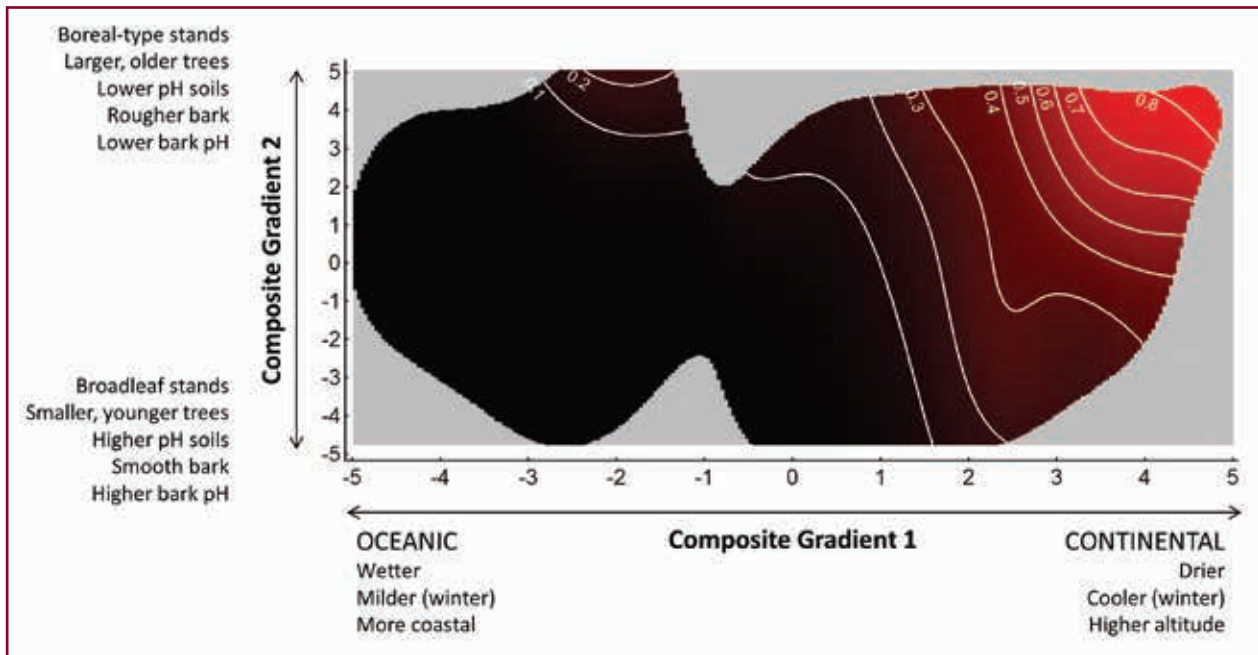 Boreal-type stands
Larger, older trees
Lower pH soils
Rougher bark
Lower bark pH
Broadleaf stands
Smaller, younger trees
Higher pH soils
Smooth bark
Higher bark pH
Composite Gradient 2
5
4
3
2
1
0
-1
-2
-3
-4
-5
0.1
0.2
0.3
0.4
0.5
0.6
0.7
0.8
-5 -4 -3 -2 -1 0 1 2 3 4 5
Composite Gradient 1
OCEANIC
Wetter
Milder (winter)
More coastal
CONTINENTAL
Drier
Cooler (winter)
Higher altitude